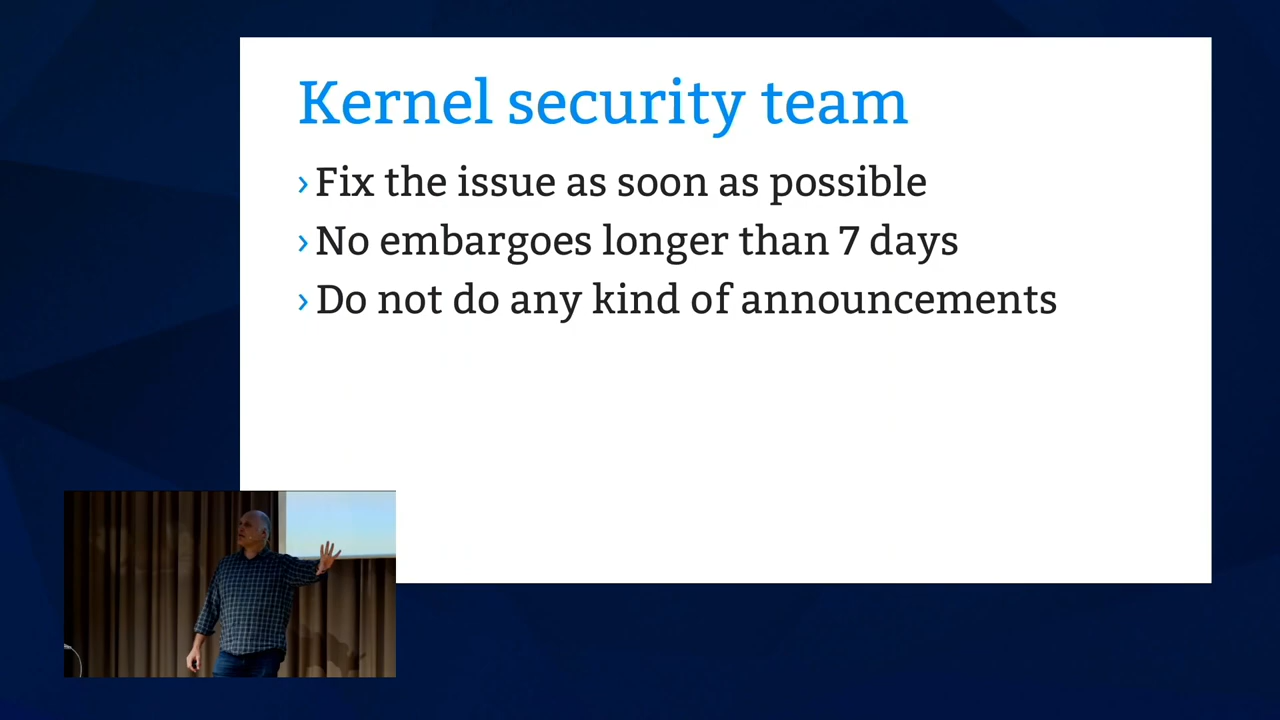 Kernel security team
› Fix the issue as soon as possible
› No embargoes longer than 7 days
› Do not do any kind of announcements